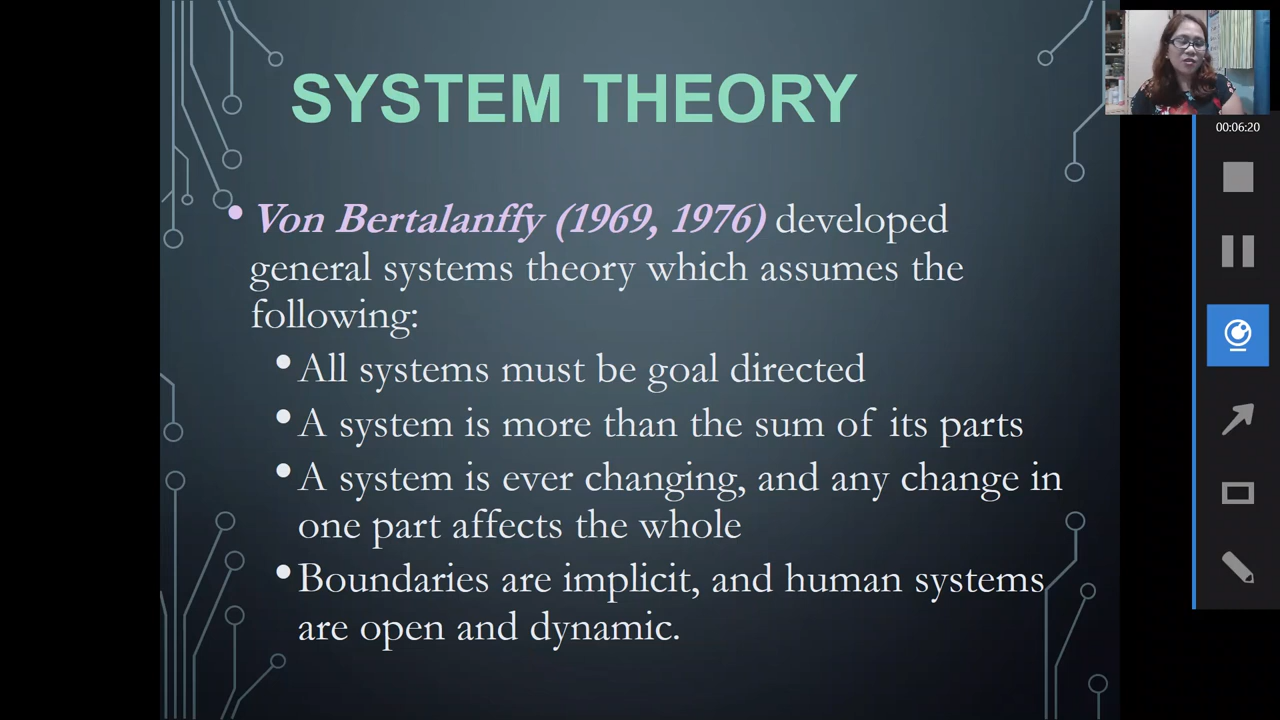 SYSTEM THEORY
00:06:20
• Von Bertalanffy (1969, 1976) developed
general systems theory which assumes the
following:
• All systems must be goal directed
• A system is more than the sum of its parts
• A system is ever changing, and any change in
one part affects the whole
• Boundaries are implicit, and human systems
are open and dynamic.